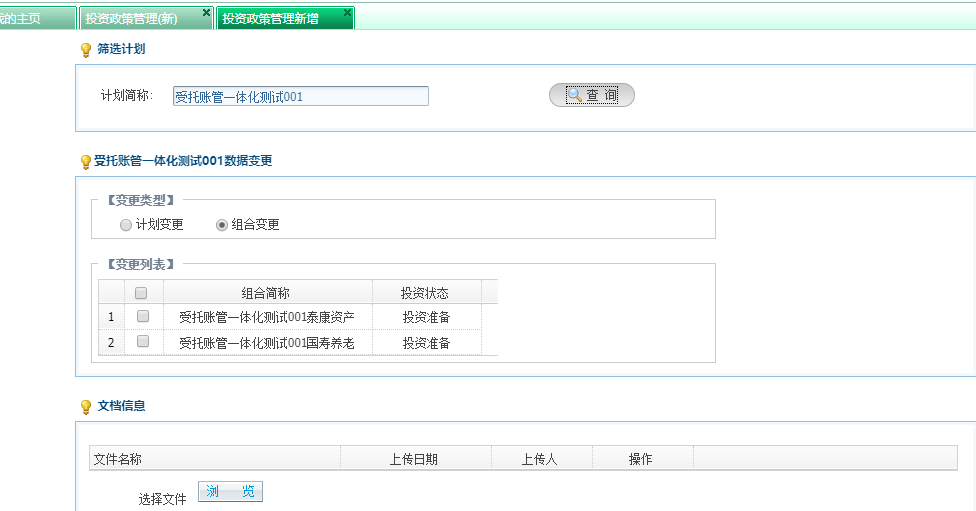 我的主页 投资政策管理(新) 投资政策管理新增
筛选计划
计划简称: 受托账管一体化测试001 查 询
受托账管一体化测试001数据变更
【变更类型】
计划变更 组合变更
【变更列表】
组合简称 投资状态
1 受托账管一体化测试001泰康资产 投资准备
2 受托账管一体化测试001国寿养老 投资准备
文档信息
文件名称 上传日期 上传人 操作
选择文件 浏 览